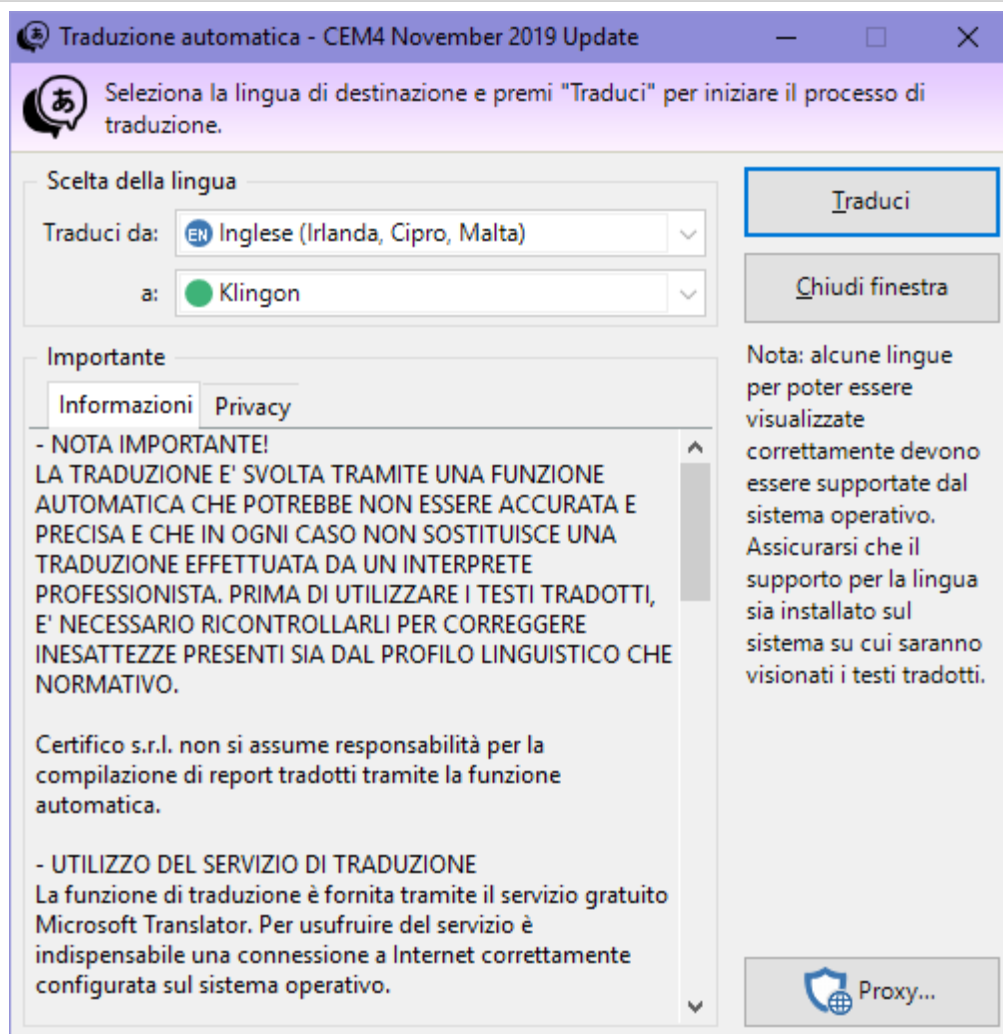 Traduzione automatica - CEM4 November 2019 Update
あ Seleziona la lingua di destinazione e premi "Traduci" per iniziare il processo di
traduzione.
Scelta della lingua
Traduci da: EN Inglese (Irlanda, Cipro, Malta)
a: Klingon
Traduci
Chiudi finestra
Importante
Informazioni Privacy
- NOTA IMPORTANTE!
LA TRADUZIONE E' SVOLTA TRAMITE UNA FUNZIONE
AUTOMATICA CHE POTREBBE NON ESSERE ACCURATA E
PRECISA E CHE IN OGNI CASO NON SOSTITUISCE UNA
TRADUZIONE EFFETTUATA DA UN INTERPRETE
PROFESSIONISTA. PRIMA DI UTILIZZARE I TESTI TRADOTTI,
E' NECESSARIO RICONTROLLARLI PER CORREGGERE
INESATTEZZE PRESENTI SIA DAL PROFILO LINGUISTICO CHE
NORMATIVO.
Certifico s.r.l. non si assume responsabilità per la
compilazione di report tradotti tramite la funzione
automatica.
- UTILIZZO DEL SERVIZIO DI TRADUZIONE
La funzione di traduzione è fornita tramite il servizio gratuito
Microsoft Translator. Per usufruire del servizio è
indispensabile una connessione a Internet correttamente
configurata sul sistema operativo.
Nota: alcune lingue
per poter essere
visualizzate
correttamente devono
essere supportate dal
sistema operativo.
Assicurarsi che il
supporto per la lingua
sia installato sul
sistema su cui saranno
visionati i testi tradotti.
Proxy...